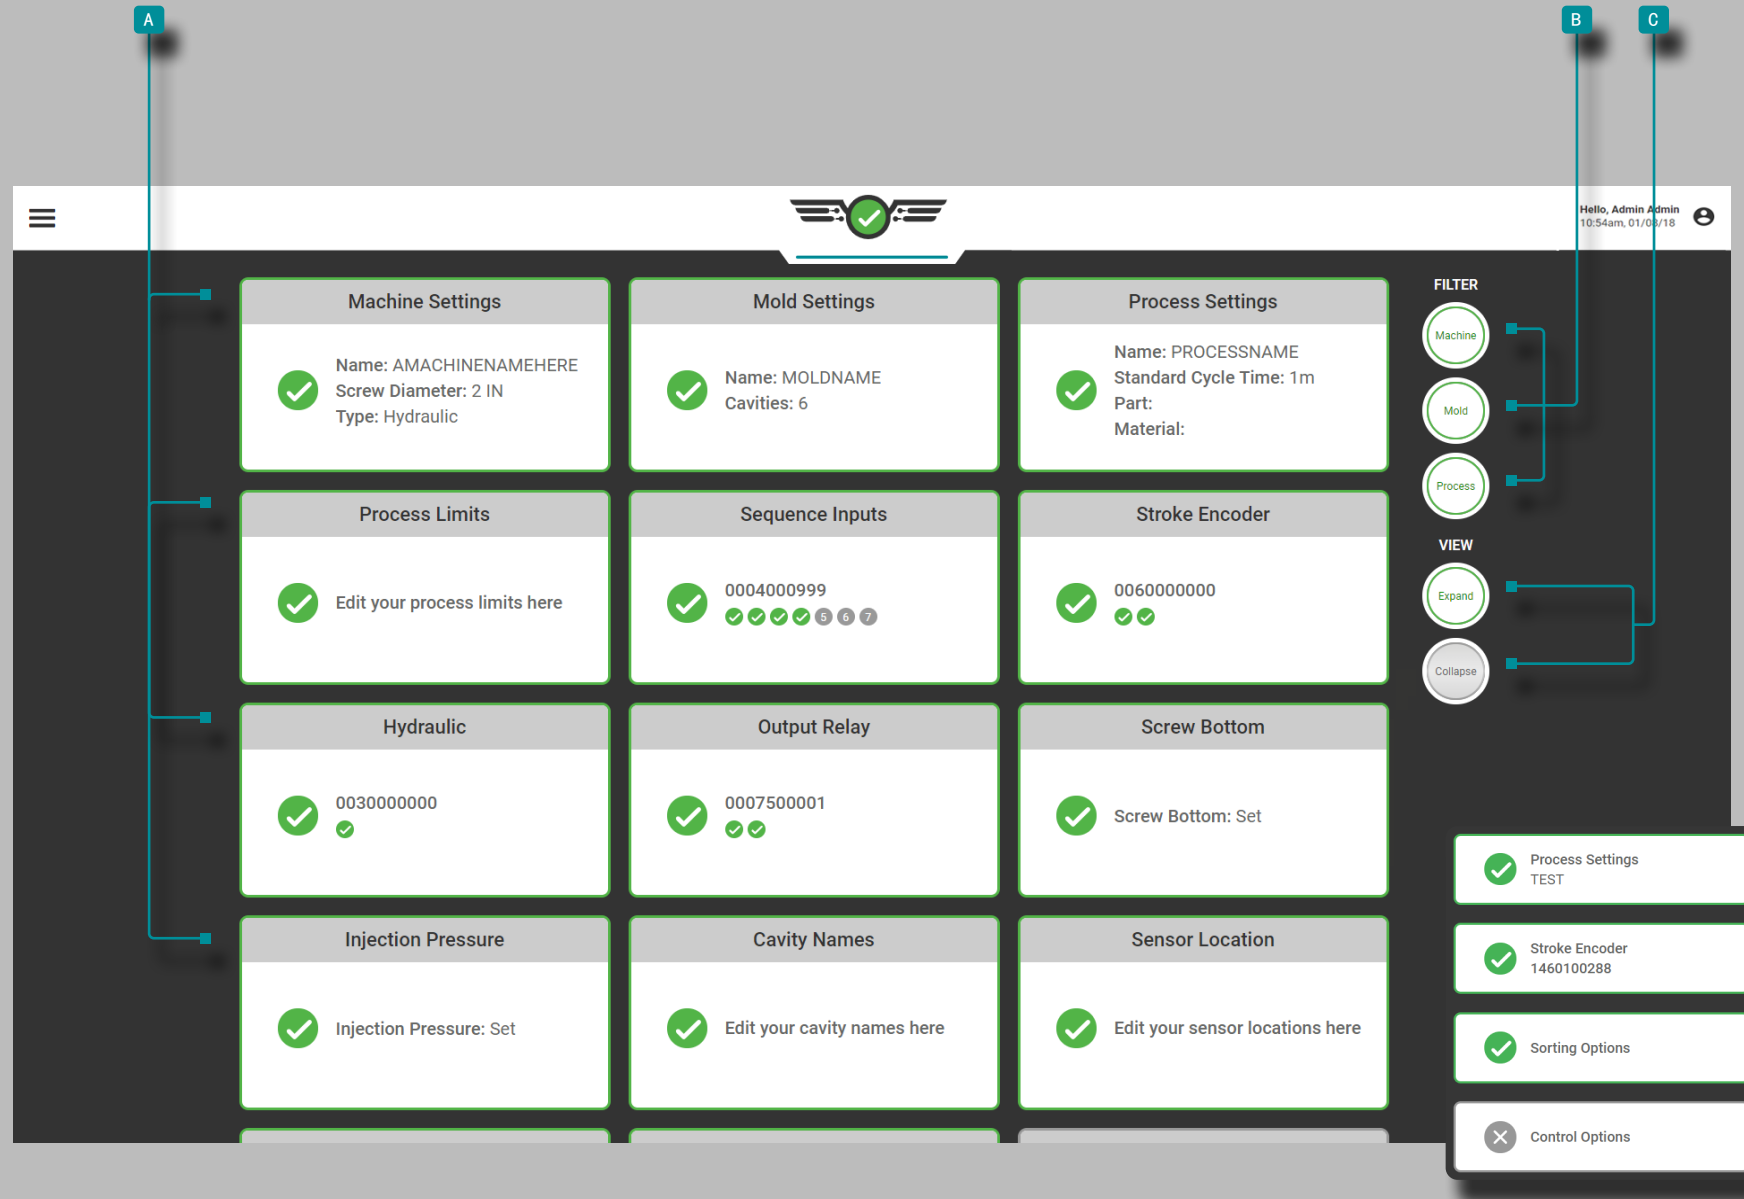 A
B
C
Hello, Admin Admin
10:54am, 01/08/18
Machine Settings
Name: AMACHINENAMEHERE
Screw Diameter: 2 IN
Type: Hydraulic
Mold Settings
Name: MOLDNAME
Cavities: 6
Process Settings
Name: PROCESSNAME
Standard Cycle Time: 1m
Part:
Material:
FILTER
Machine
Mold
Process
Process Limits
Edit your process limits here
Sequence Inputs
0004000999
5 6 7
Stroke Encoder
0060000000
VIEW
Expand
Collapse
Hydraulic
0030000000
Output Relay
0007500001
Screw Bottom
Screw Bottom: Set
Injection Pressure
Injection Pressure: Set
Cavity Names
Edit your cavity names here
Sensor Location
Edit your sensor locations here
Process Settings
TEST
Stroke Encoder
1460100288
Sorting Options
Control Options